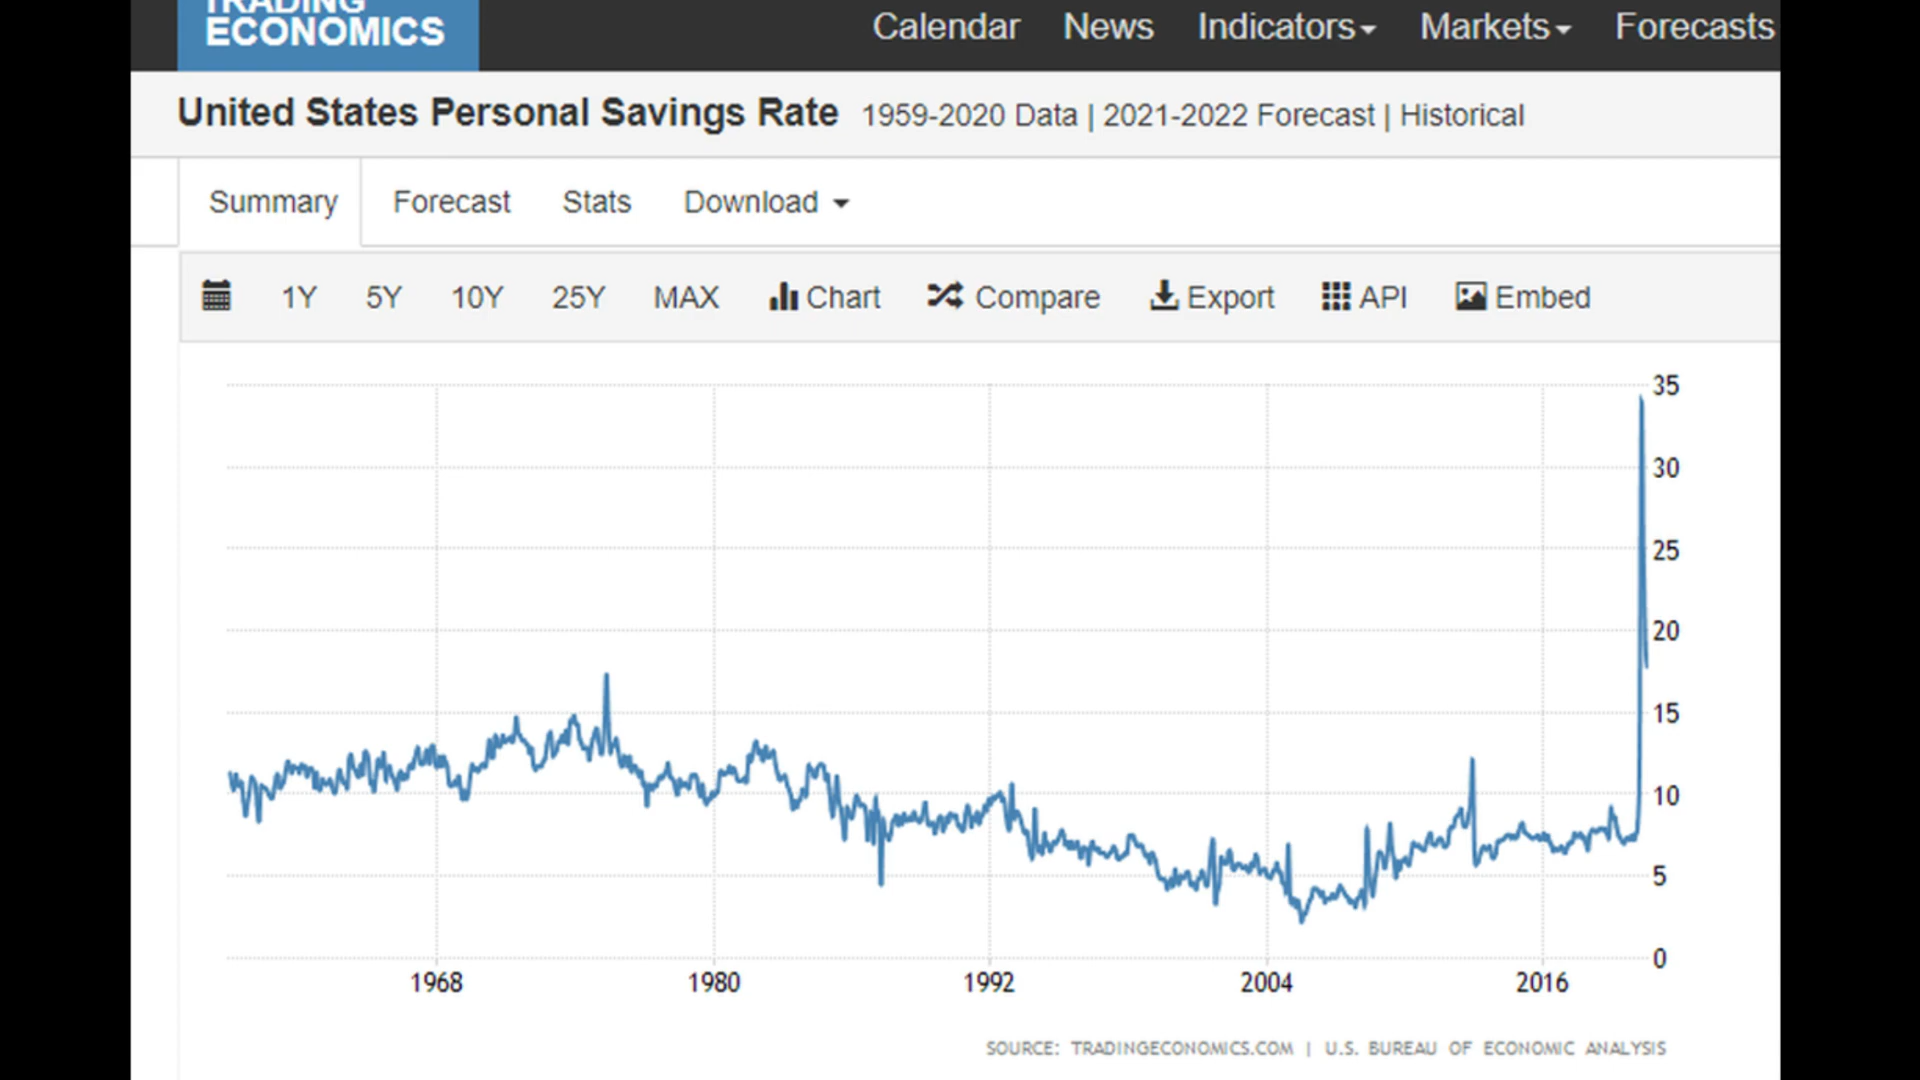 TRADING
ECONOMICS
Calendar News Indicators Markets Forecasts
United States Personal Savings Rate 1959-2020 Data | 2021-2022 Forecast | Historical
Summary Forecast Stats Download
1Y 5Y 10Y 25Y MAX Chart Compare Export API Embed
35
30
25
20
15
10
5
0
1968 1980 1992 2004 2016
SOURCE: TRADINGECONOMICS.COM | U.S. BUREAU OF ECONOMIC ANALYSIS